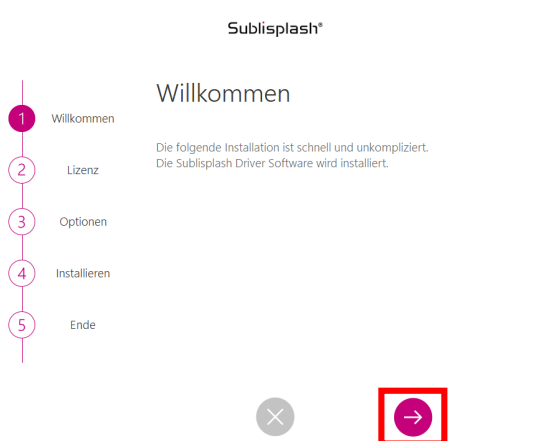 Sublisplash®
Willkommen
1 Willkommen
Die folgende Installation ist schnell und unkompliziert.
Die Sublisplash Driver Software wird installiert.
2 Lizenz
3 Optionen
4 Installieren
5 Ende